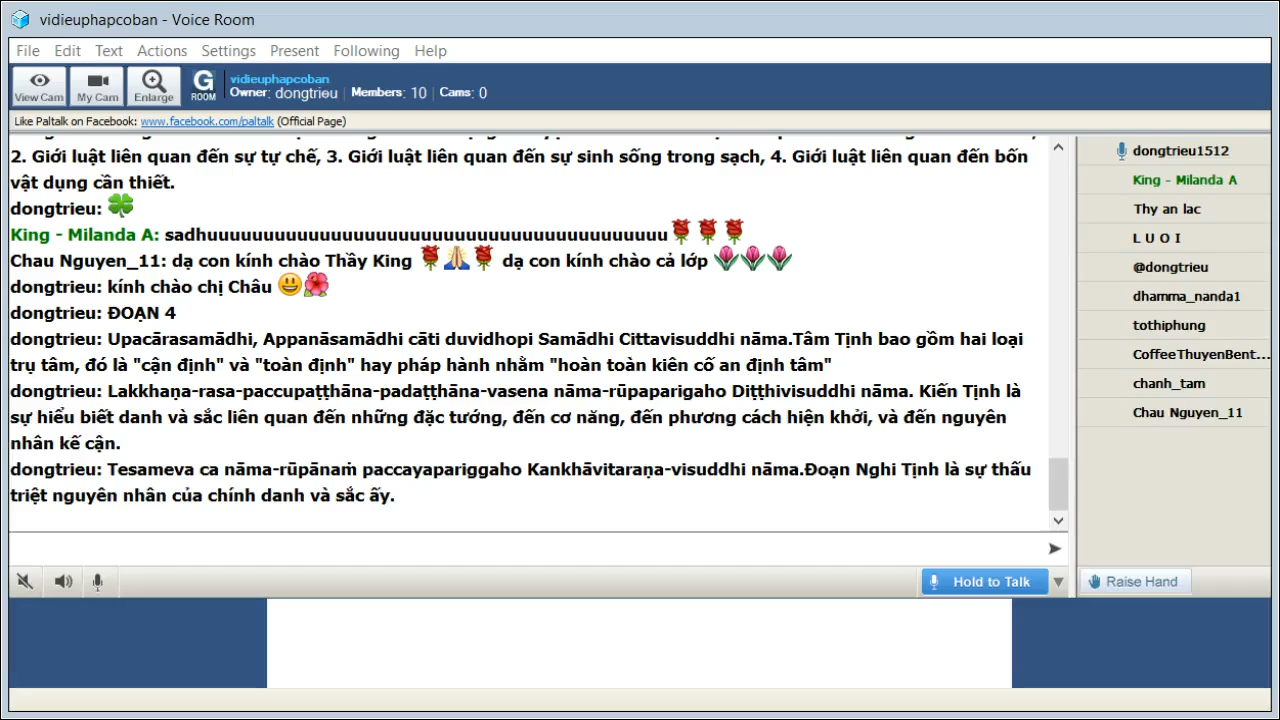 vidieuphapcoban - Voice Room
File Edit Text Actions Settings Present Following Help
View Cam My Cam Enlarge G ROOM
vidieuphapcoban
Owner: dongtrieu | Members: 10 | Cams: 0
Like Paltalk on Facebook: www.facebook.com/paltalk (Official Page)
2. Giới luật liên quan đến sự tự chế, 3. Giới luật liên quan đến sự sinh sống trong sạch, 4. Giới luật liên quan đến bốn
vật dụng cần thiết.
dongtrieu: 🍀
King - Milanda A: sadhuuuuuuuuuuuuuuuuuuuuuuuuuuuuuuuuuuuuuuuuu🌹🌹🌹
Chau Nguyen_11: dạ con kính chào Thầy King 🌹🙏🌹 dạ con kính chào cả lớp 🌷🌷🌷
dongtrieu: kính chào chị Châu 😃🌺
dongtrieu: ĐOẠN 4
dongtrieu: Upacārasamādhi, Appanāsamādhi cāti duvidhopi Samādhi Cittavisuddhi nāma.Tâm Tịnh bao gồm hai loại
trụ tâm, đó là "cận định" và "toàn định" hay pháp hành nhằm "hoàn toàn kiên cố an định tâm"
dongtrieu: Lakkhaṇa-rasa-paccupaṭṭhāna-padaṭṭhāna-vasena nāma-rūpaparigaho Diṭṭhivisuddhi nāma. Kiến Tịnh là
sự hiểu biết danh và sắc liên quan đến những đặc tướng, đến cơ năng, đến phương cách hiện khởi, và đến nguyên
nhân kế cận.
dongtrieu: Tesameva ca nāma-rūpānaṁ paccayapariggaho Kankhāvitaraṇa-visuddhi nāma.Đoạn Nghi Tịnh là sự thấu
triệt nguyên nhân của chính danh và sắc ấy.
Hold to Talk
dongtrieu1512
King - Milanda A
Thy an lac
L U O I
@dongtrieu
dhamma_nanda1
tothiphung
CoffeeThuyenBent...
chanh_tam
Chau Nguyen_11
Raise Hand